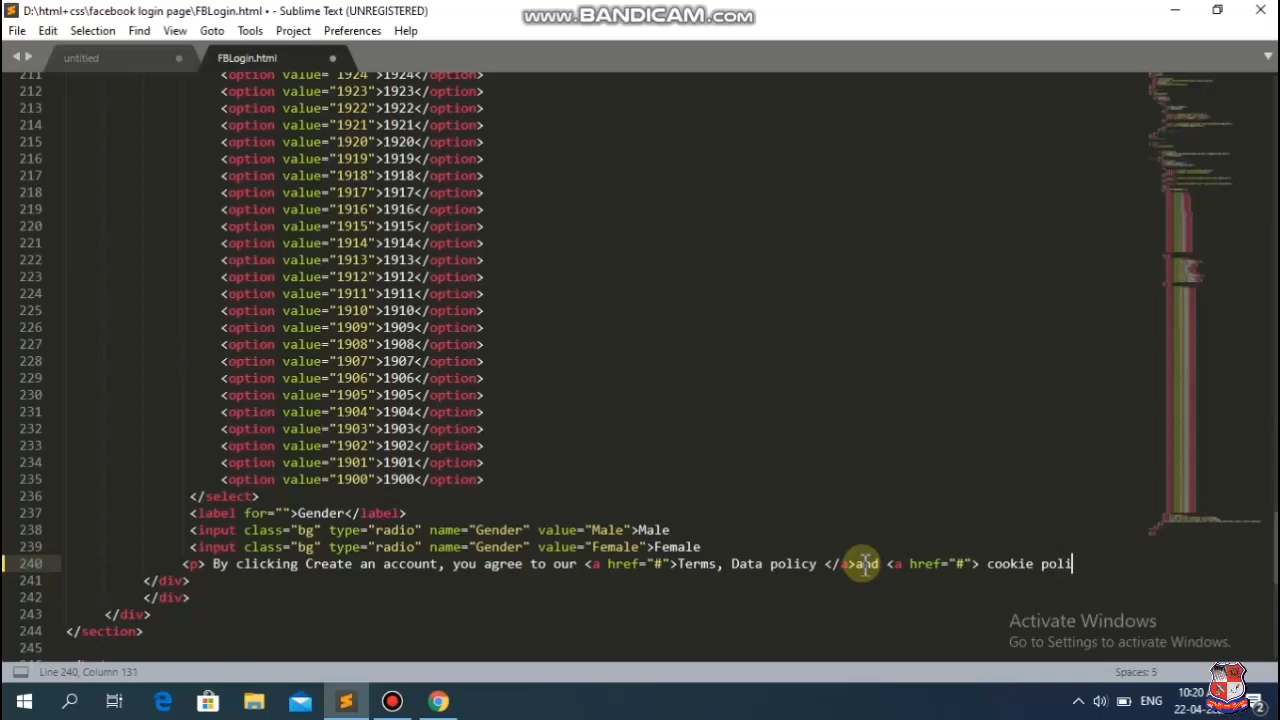 D:\html+css\facebook login page\FBLogin.html • - Sublime Text (UNREGISTERED)
www.BANDICAM.com
File Edit Selection Find View Goto Tools Project Preferences Help
untitled FBLogin.html
211 <option value="1924">1924</option>
212 <option value="1923">1923</option>
213 <option value="1922">1922</option>
214 <option value="1921">1921</option>
215 <option value="1920">1920</option>
216 <option value="1919">1919</option>
217 <option value="1918">1918</option>
218 <option value="1917">1917</option>
219 <option value="1916">1916</option>
220 <option value="1915">1915</option>
221 <option value="1914">1914</option>
222 <option value="1913">1913</option>
223 <option value="1912">1912</option>
224 <option value="1911">1911</option>
225 <option value="1910">1910</option>
226 <option value="1909">1909</option>
227 <option value="1908">1908</option>
228 <option value="1907">1907</option>
229 <option value="1906">1906</option>
230 <option value="1905">1905</option>
231 <option value="1904">1904</option>
232 <option value="1903">1903</option>
233 <option value="1902">1902</option>
234 <option value="1901">1901</option>
235 <option value="1900">1900</option>
236 </select>
237 <label for="">Gender</label>
238 <input class="bg" type="radio" name="Gender" value="Male">Male
239 <input class="bg" type="radio" name="Gender" value="Female">Female
240 <p> By clicking Create an account, you agree to our <a href="#">Terms, Data policy </a>and <a href="#"> cookie poli
241 </div>
242 </div>
243 </div>
244 </section>
245
Activate Windows
Go to Settings to activate Windows.
Line 240, Column 131 Spaces: 5
ENG
10:20
22-04-2
2